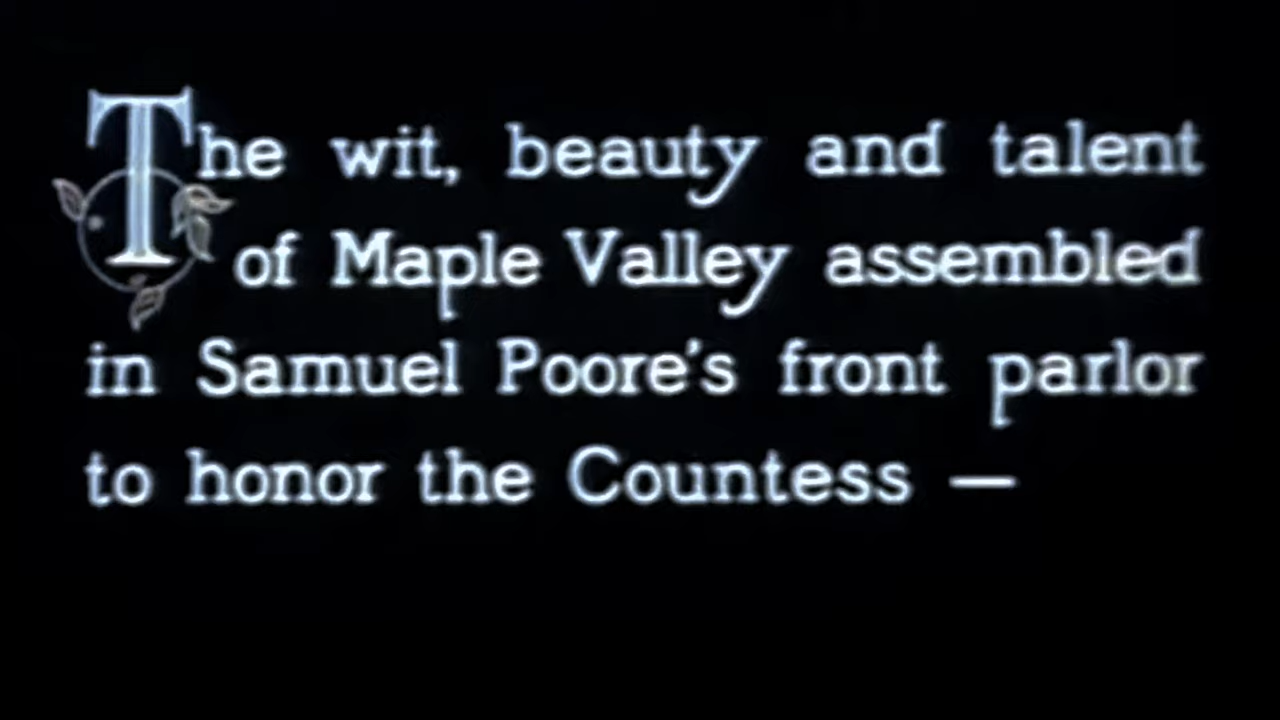 The wit, beauty and talent
of Maple Valley assembled
in Samuel Poore's front parlor
to honor the Countess —